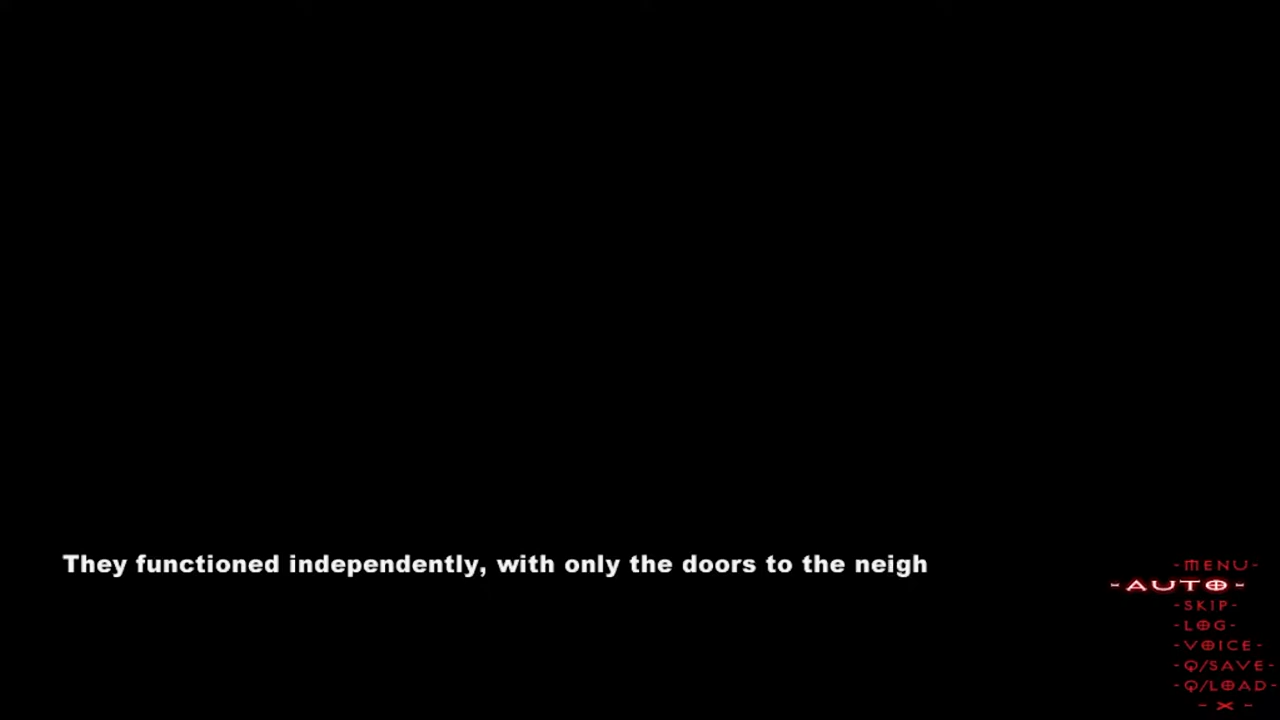 They functioned independently, with only the doors to the neigh
-MENU-
-AUTO-
-SKIP-
-LOG-
-VOICE-
-Q/SAVE-
-Q/LOAD-
-X-